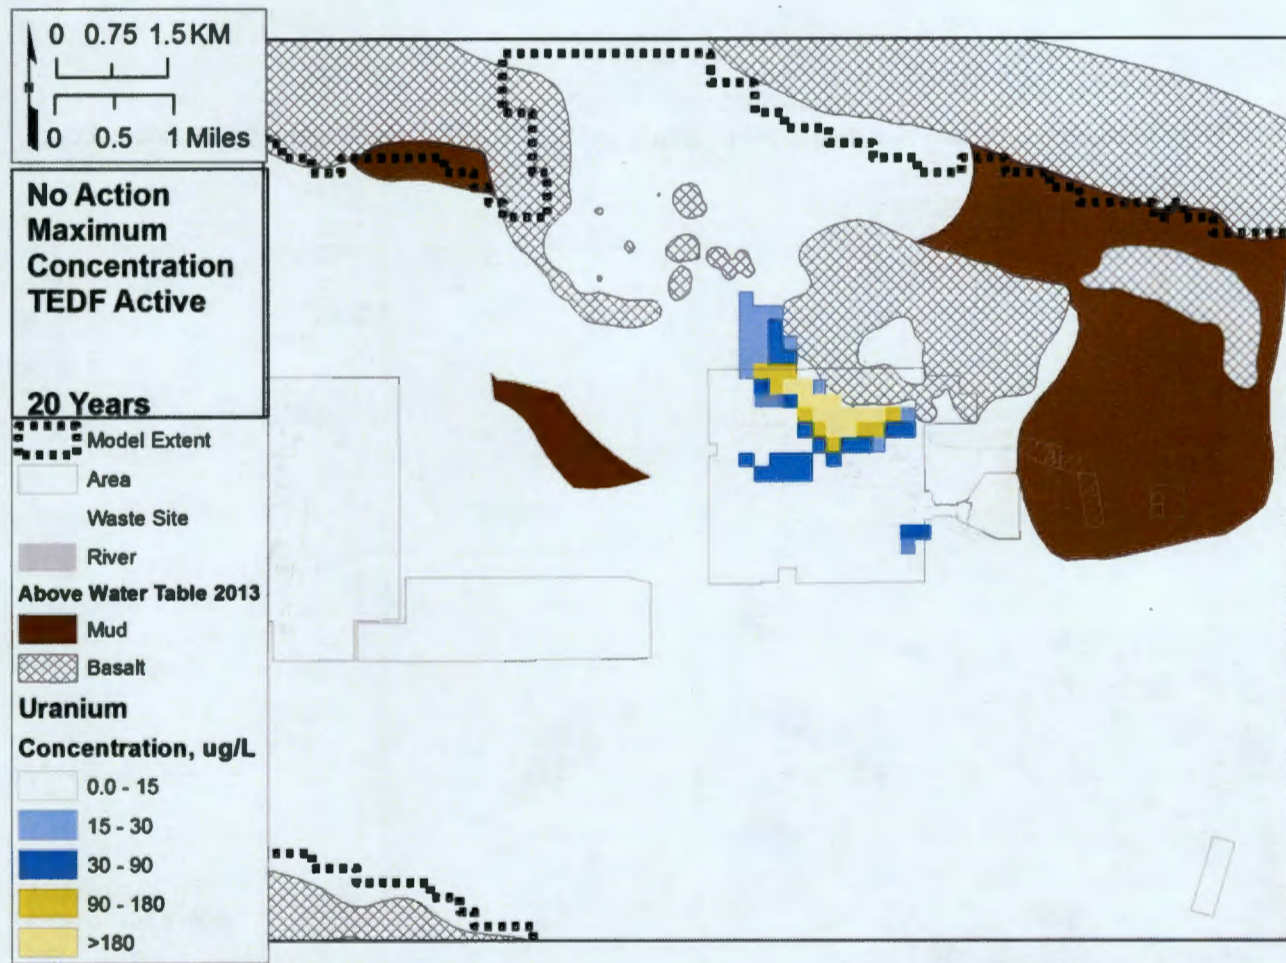 0 0.75 1.5 KM
0 0.5 1 Miles
No Action
Maximum
Concentration
TEDF Active
20 Years
Model Extent
Area
Waste Site
River
Above Water Table 2013
Mud
Basalt
Uranium
Concentration, ug/L
0.0 - 15
15 - 30
30 - 90
90 - 180
>180